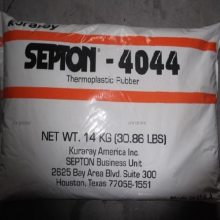 kuraray
SEPTON® - 4044
Thermoplastic Rubber
NET WT. 14 KG (30.86 LBS)
Kuraray America Inc.
SEPTON Business Unit
2625 Bay Area Blvd. Suite 300
Houston, Texas 77058-1551